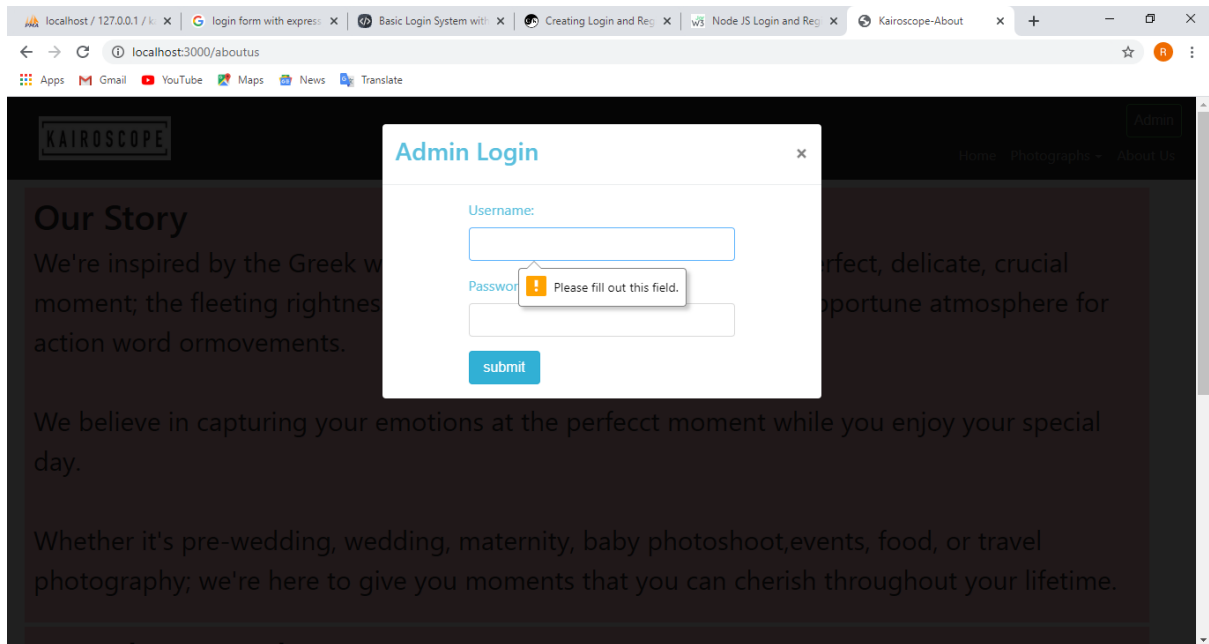 localhost / 127.0.0.1 / k
login form with express
Basic Login System with
Creating Login and Reg
Node JS Login and Reg
Kairoscope-About
localhost:3000/aboutus
R
Apps Gmail YouTube Maps News Translate
KAIROSCOPE
Admin
Home Photographs About Us
Admin Login
×
Username:
Please fill out this field.
Passwor
submit
Our Story
We're inspired by the Greek w rfect, delicate, crucial
moment; the fleeting rightnes pportune atmosphere for
action word ormovements.
We believe in capturing your emotions at the perfecct moment while you enjoy your special
day.
Whether it's pre-wedding, wedding, maternity, baby photoshoot,events, food, or travel
photography; we're here to give you moments that you can cherish throughout your lifetime.